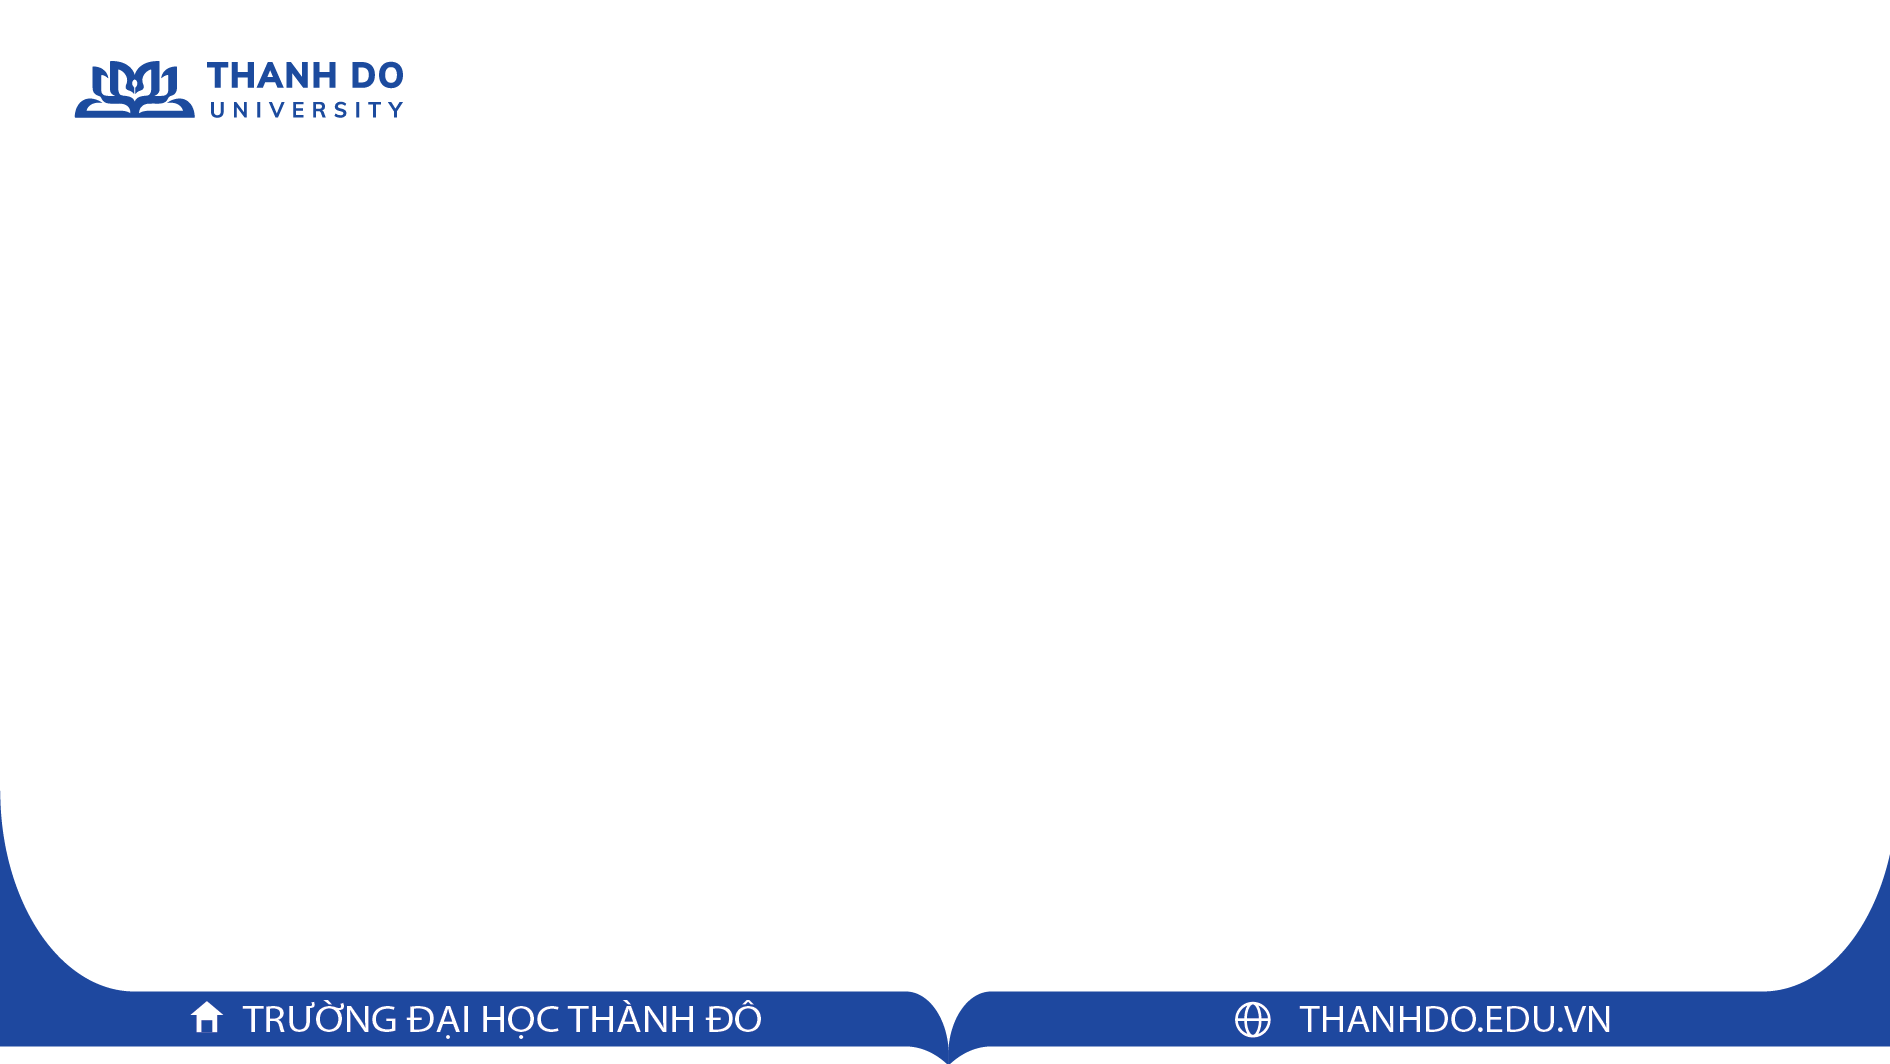 THANH DO
UNIVERSITY
TRƯỜNG ĐẠI HỌC THÀNH ĐÔ
THANHDO.EDU.VN